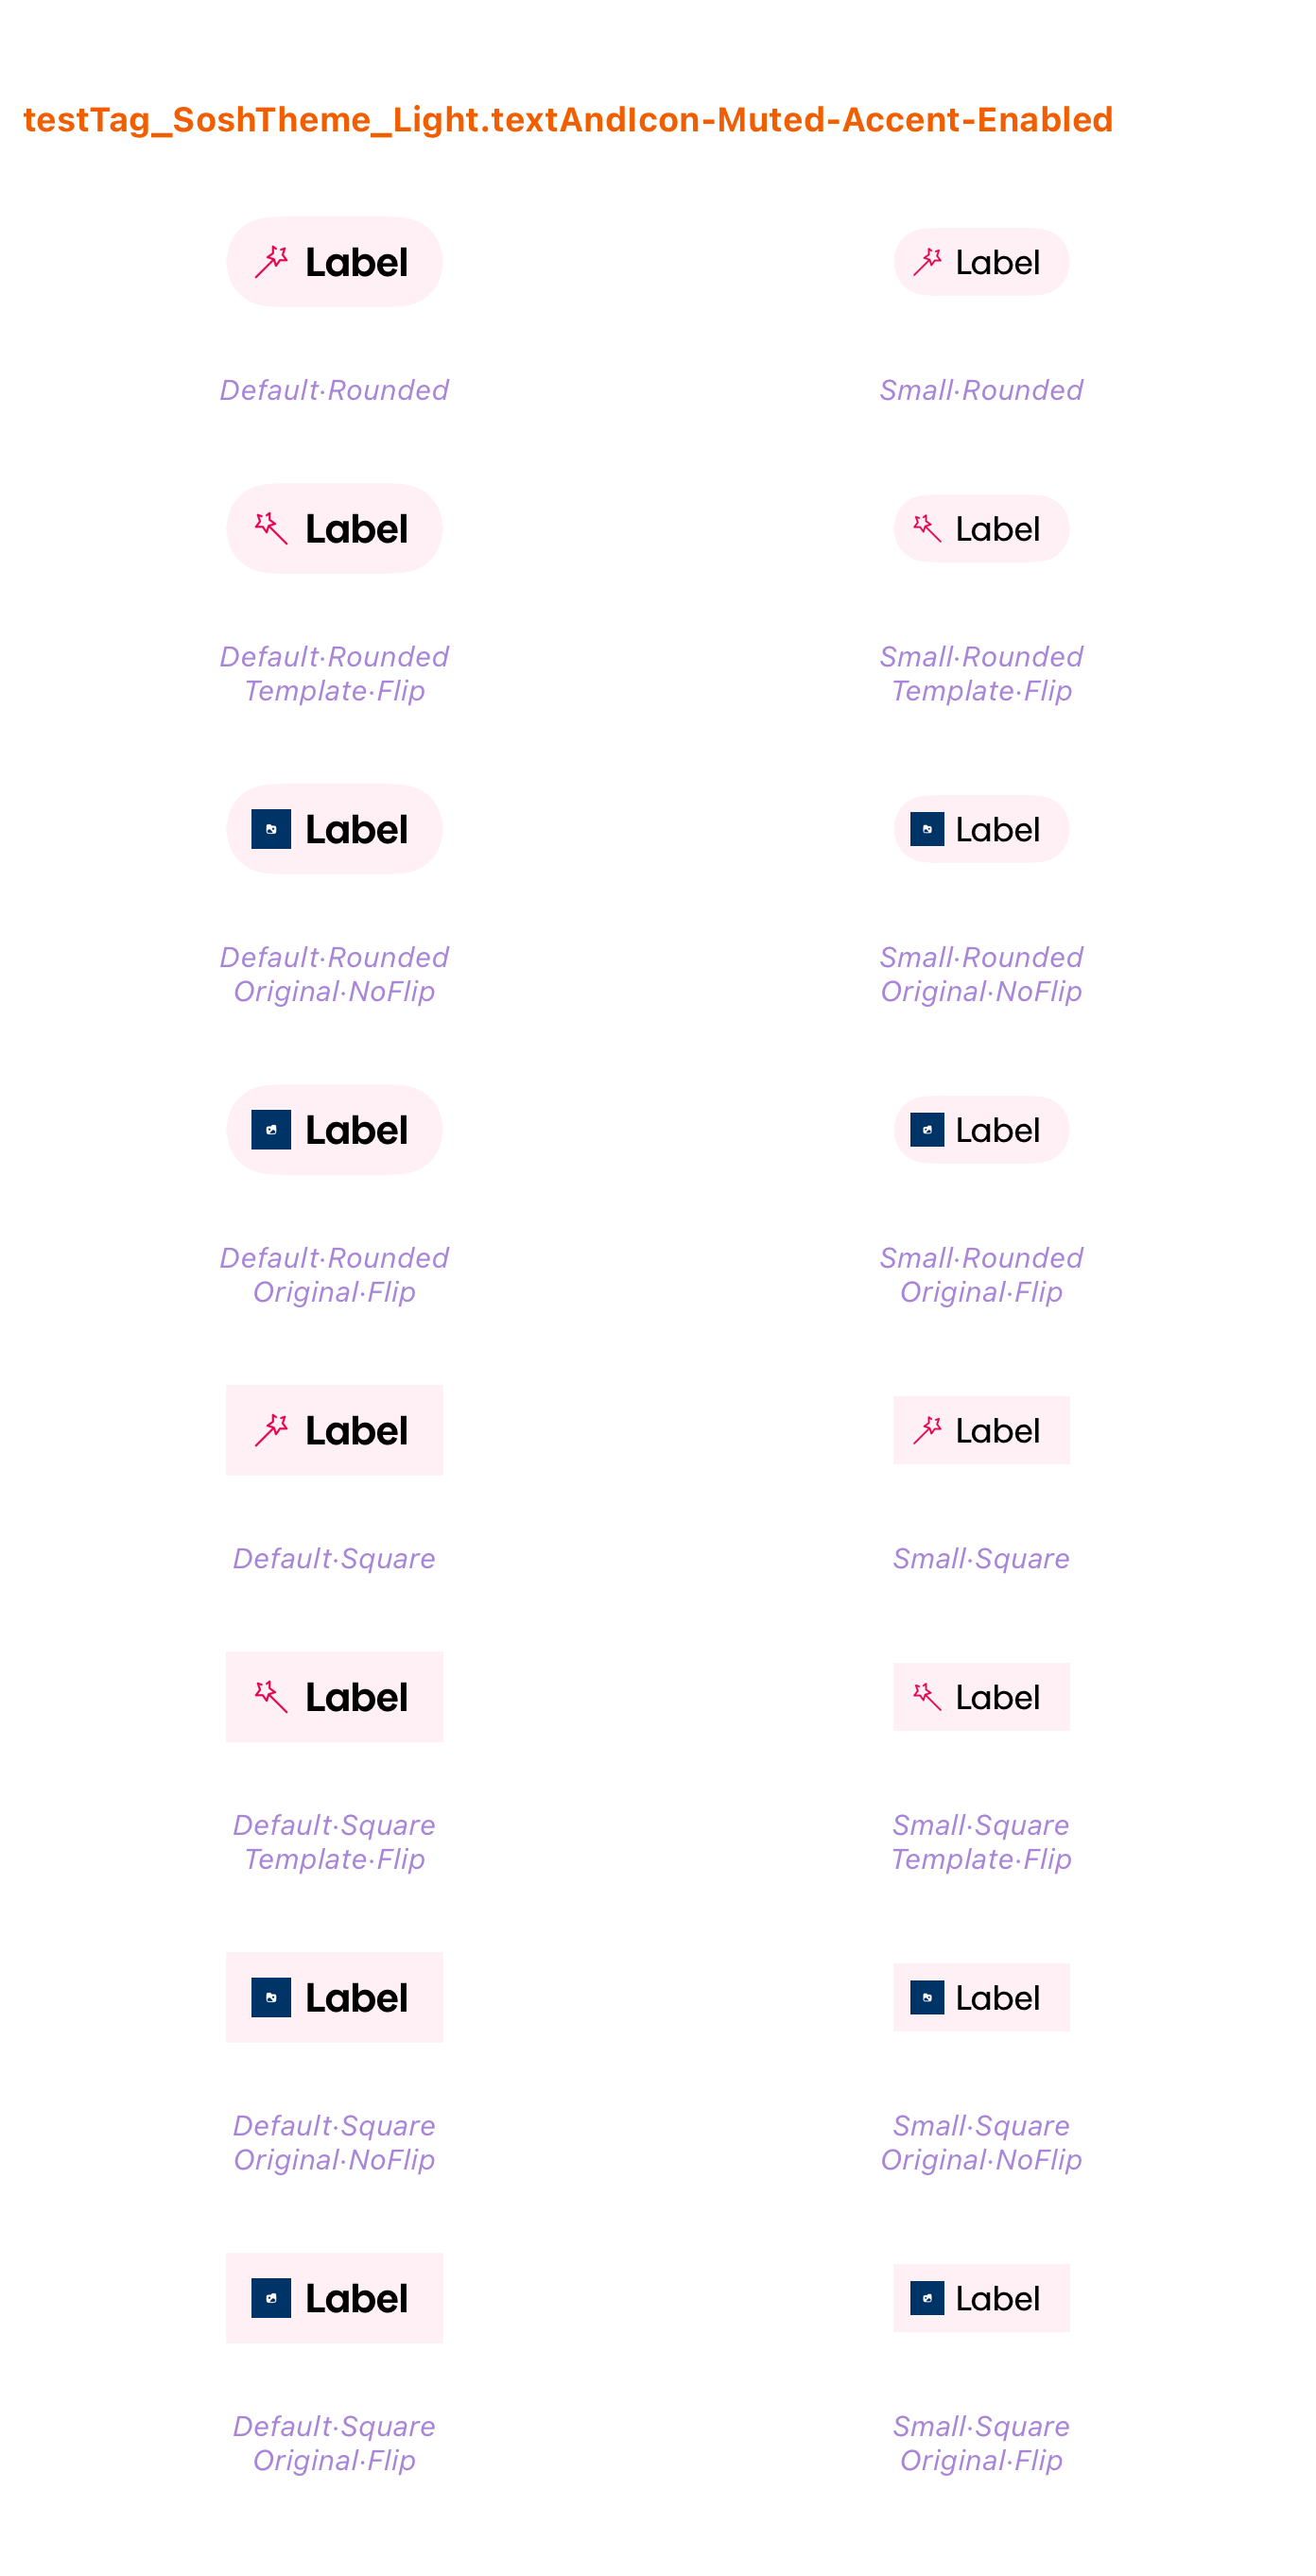 testTag_SoshTheme_Light.textAndIcon-Muted-Accent-Enabled
Label
Label
Default·Rounded
Small·Rounded
Label
Label
Default·Rounded
Template·Flip
Small·Rounded
Template·Flip
Label
Label
Default·Rounded
Original·NoFlip
Small·Rounded
Original·NoFlip
Label
Label
Default·Rounded
Original·Flip
Small·Rounded
Original·Flip
Label
Label
Default·Square
Small·Square
Label
Label
Default·Square
Template·Flip
Small·Square
Template·Flip
Label
Label
Default·Square
Original·NoFlip
Small·Square
Original·NoFlip
Label
Label
Default·Square
Original·Flip
Small·Square
Original·Flip